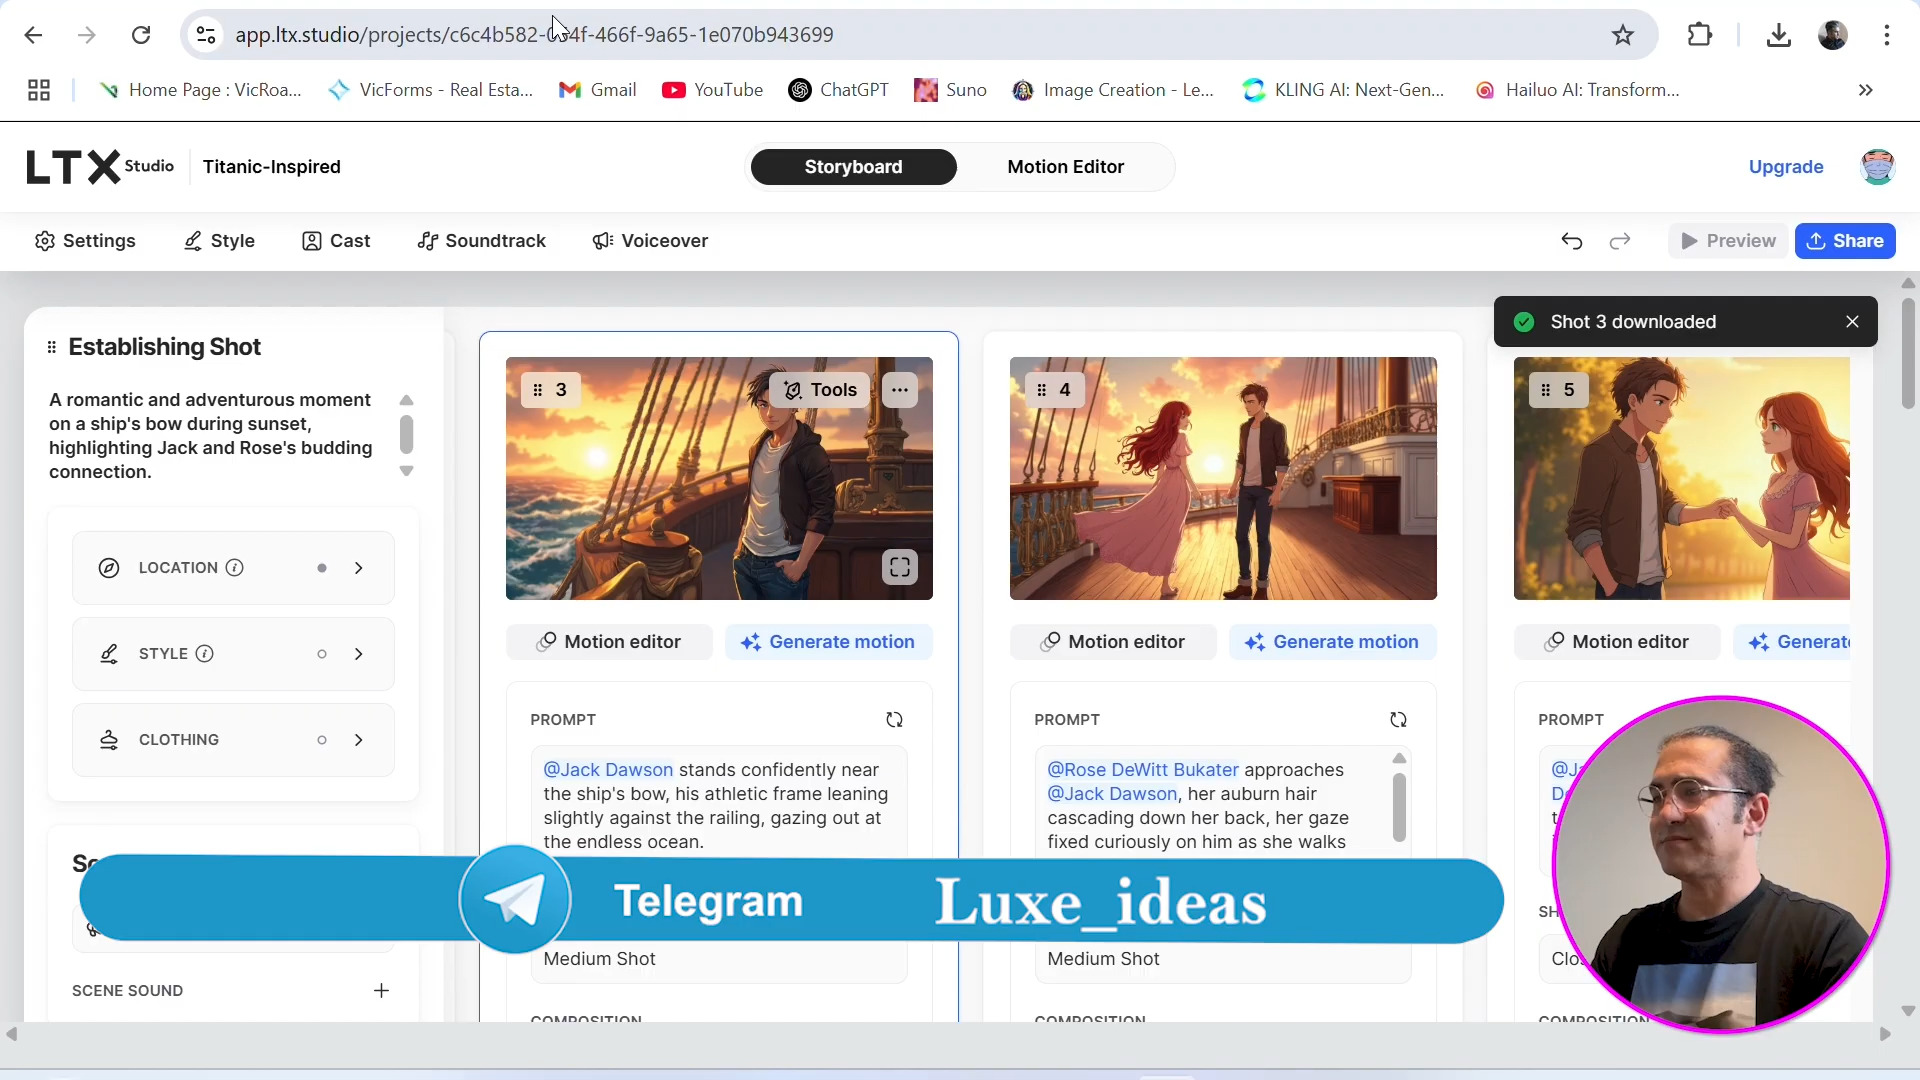 app.ltx.studio/projects/c6c4b582-
4f-466f-9a65-1e070b943699
Home Page : VicRoa...
VicForms - Real Esta...
Gmail
YouTube
ChatGPT
Suno
Image Creation - Le...
KLING AI: Next-Gen...
Hailuo AI: Transform...
LTX Studio
Titanic-Inspired
Storyboard
Motion Editor
Upgrade
Settings
Style
Cast
Soundtrack
Voiceover
Preview
Share
Shot 3 downloaded
Establishing Shot
A romantic and adventurous moment
on a ship's bow during sunset,
highlighting Jack and Rose's budding
connection.
LOCATION
STYLE
CLOTHING
SCENE SOUND
3
Tools
Motion editor
Generate motion
PROMPT
@Jack Dawson stands confidently near
the ship's bow, his athletic frame leaning
slightly against the railing, gazing out at
the endless ocean.
Medium Shot
COMPOSITION
4
Motion editor
Generate motion
PROMPT
@Rose DeWitt Bukater approaches
@Jack Dawson, her auburn hair
cascading down her back, her gaze
fixed curiously on him as she walks
Medium Shot
COMPOSITION
5
Motion editor
Generat
PROMPT
COMPOSITION
Telegram
Luxe_ideas